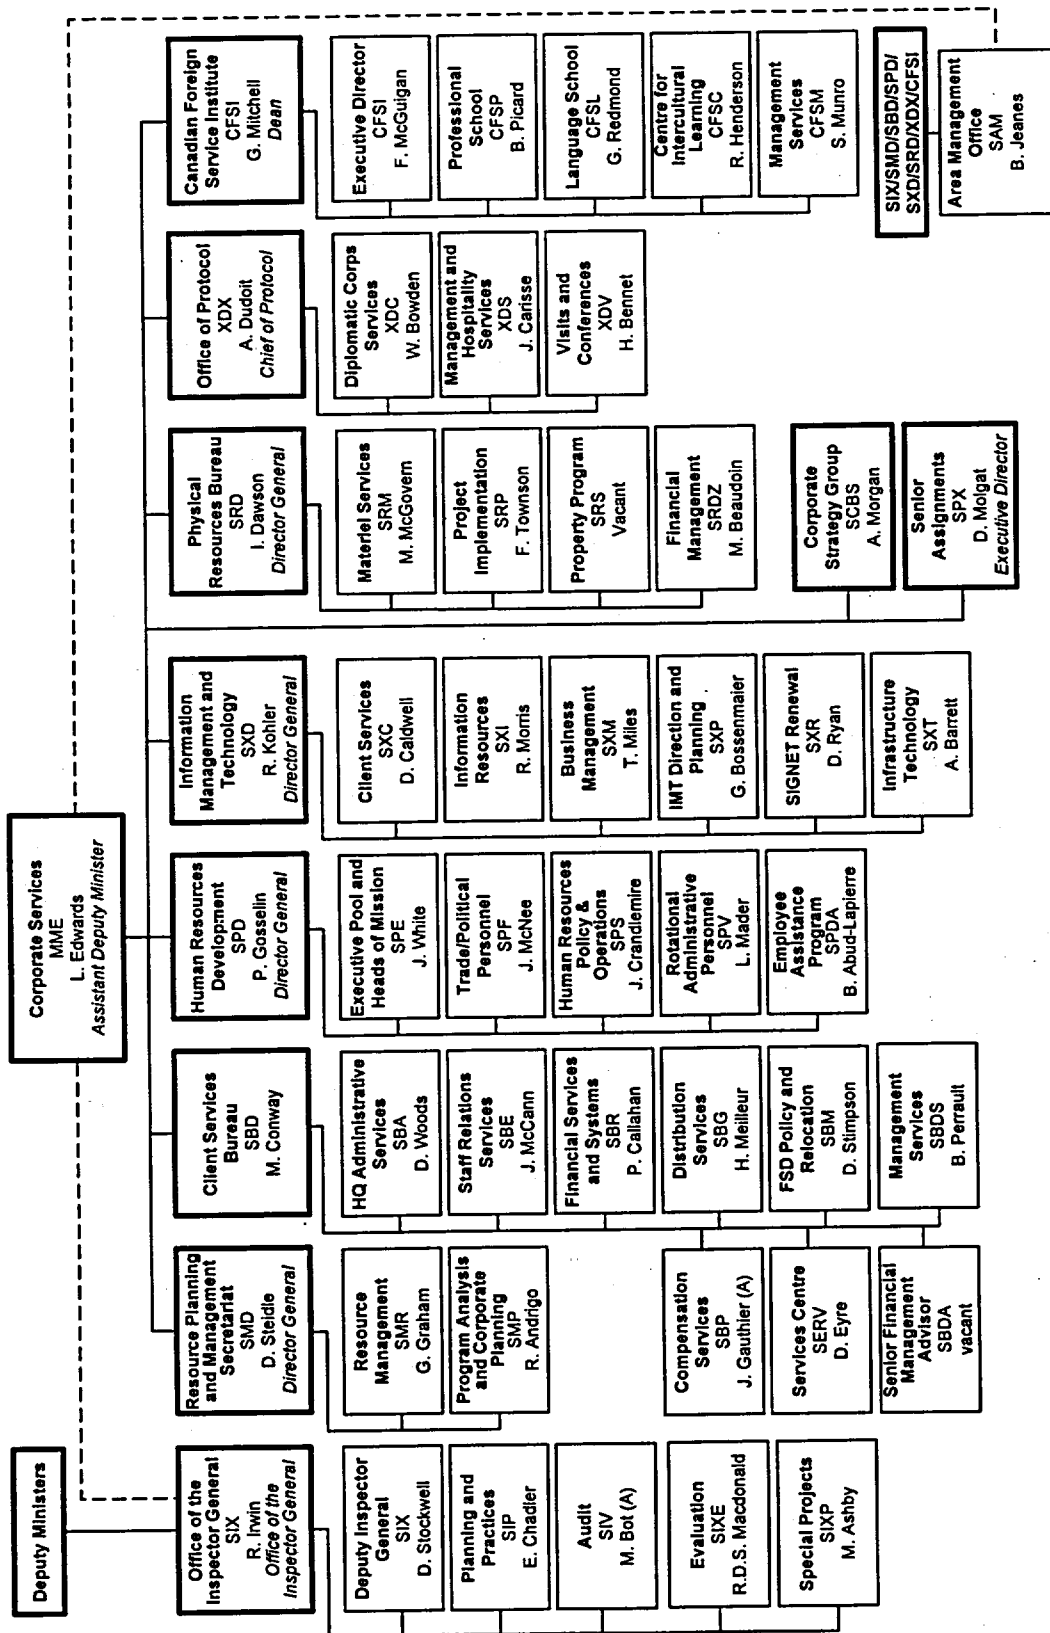 Deputy Ministers
Corporate Services
MME
L. Edwards
Assistant Deputy Minister
Office of the
Inspector General
SIX
R. Irwin
Office of the
Inspector General
Deputy Inspector
General
SIX
D. Stockwell
Planning and
Practices
SIP
E. Chadler
Audit
SIV
M. Bot (A)
Evaluation
SIXE
R.D.S. Macdonald
Special Projects
SIXP
M. Ashby
Resource Planning
and Management
Secretariat
SMD
D. Steidle
Director General
Resource
Management
SMR
G. Graham
Program Analysis
and Corporate
Planning
SMP
R. Andrigo
Client Services
Bureau
SBD
M. Conway
HQ Administrative
Services
SBA
D. Woods
Staff Relations
Services
SBE
J. McCann
Financial Services
and Systems
SBR
P. Callahan
Distribution
Services
SBG
H. Meilleur
FSD Policy and
Relocation
SBM
D. Stimpson
Management
Services
SBDS
B. Perrault
Compensation
Services
SBP
J. Gauthier (A)
Services Centre
SERV
D. Eyre
Senior Financial
Management
Advisor
SBDA
vacant
Human Resources
Development
SPD
P. Gosselin
Director General
Executive Pool and
Heads of Mission
SPE
J. White
Trade/Political
Personnel
SPF
J. McNee
Human Resources
Policy &
Operations
SPS
J. Crandlemire
Rotational
Administrative
Personnel
SPV
L. Mader
Employee
Assistance
Program
SPDA
B. Abud-Lapierre
Information
Management and
Technology
SXD
R. Kohler
Director General
Client Services
SXC
D. Caldwell
Information
Resources
SXI
R. Morris
Business
Management
SXM
T. Miles
IMT Direction and
Planning
SXP
G. Bossenmaier
SIGNET Renewal
SXR
D. Ryan
Infrastructure
Technology
SXT
A. Barrett
Physical
Resources Bureau
SRD
I. Dawson
Director General
Materiel Services
SRM
M. McGovern
Project
Implementation
SRP
F. Townson
Property Program
SRS
Vacant
Financial
Management
SRDZ
M. Beaudoin
Corporate
Strategy Group
SCBS
A. Morgan
Senior
Assignments
SPX
D. Molgat
Executive Director
Office of Protocol
XDX
A. Dudoit
Chief of Protocol
Diplomatic Corps
Services
XDC
W. Bowden
Management and
Hospitality
Services
XDS
J. Carisse
Visits and
Conferences
XDV
H. Bennet
Canadian Foreign
Service Institute
CFSI
G. Mitchell
Dean
Executive Director
CFSI
F. McGuigan
Professional
School
CFSP
B. Picard
Language School
CFSL
G. Redmond
Centre for
Intercultural
Learning
CFSC
R. Henderson
Management
Services
CFSM
S. Munro
SIX/SMD/SBD/SPD/
SXD/SRD/XDX/CFSI
Area Management
Office
SAM
B. Jeanes